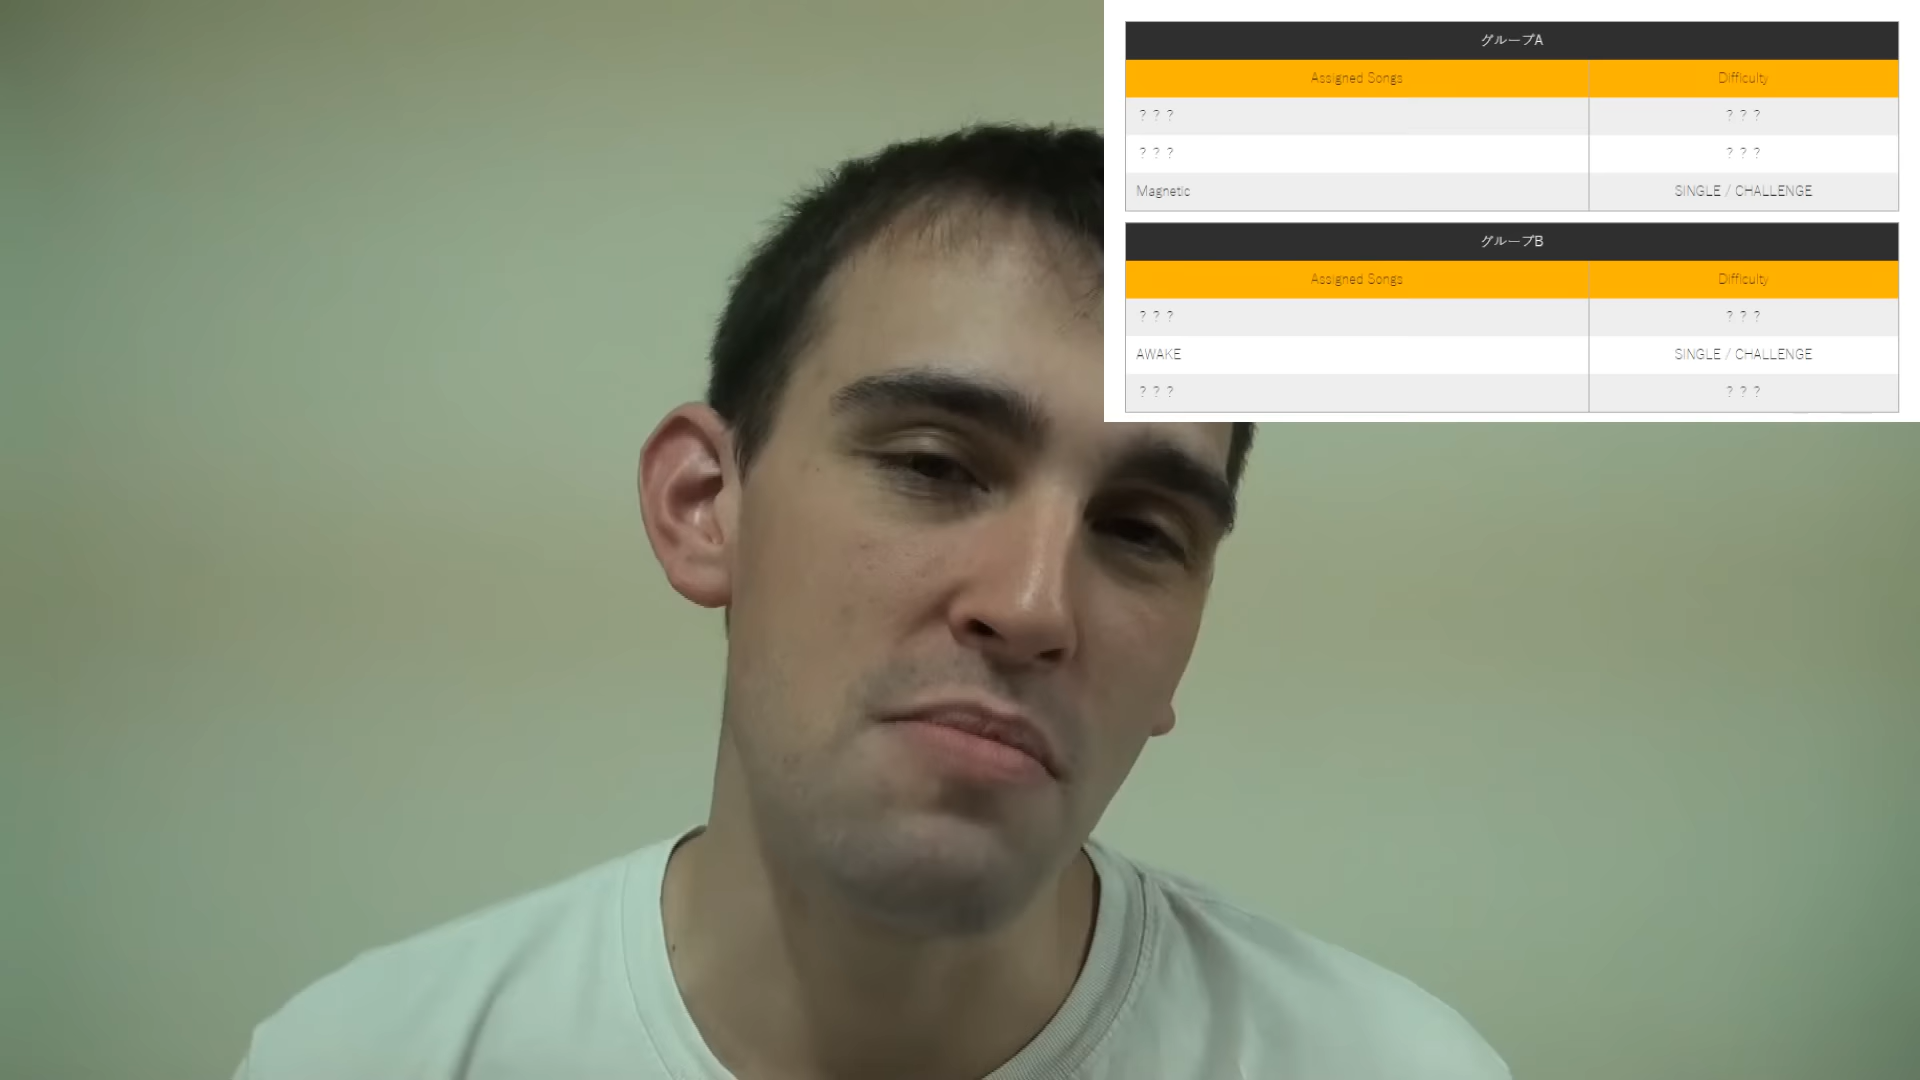 グループA
Assigned Songs Difficulty
? ? ? ? ? ?
? ? ? ? ? ?
Magnetic SINGLE / CHALLENGE
グループB
Assigned Songs Difficulty
? ? ? ? ? ?
AWAKE SINGLE / CHALLENGE
? ? ? ? ? ?